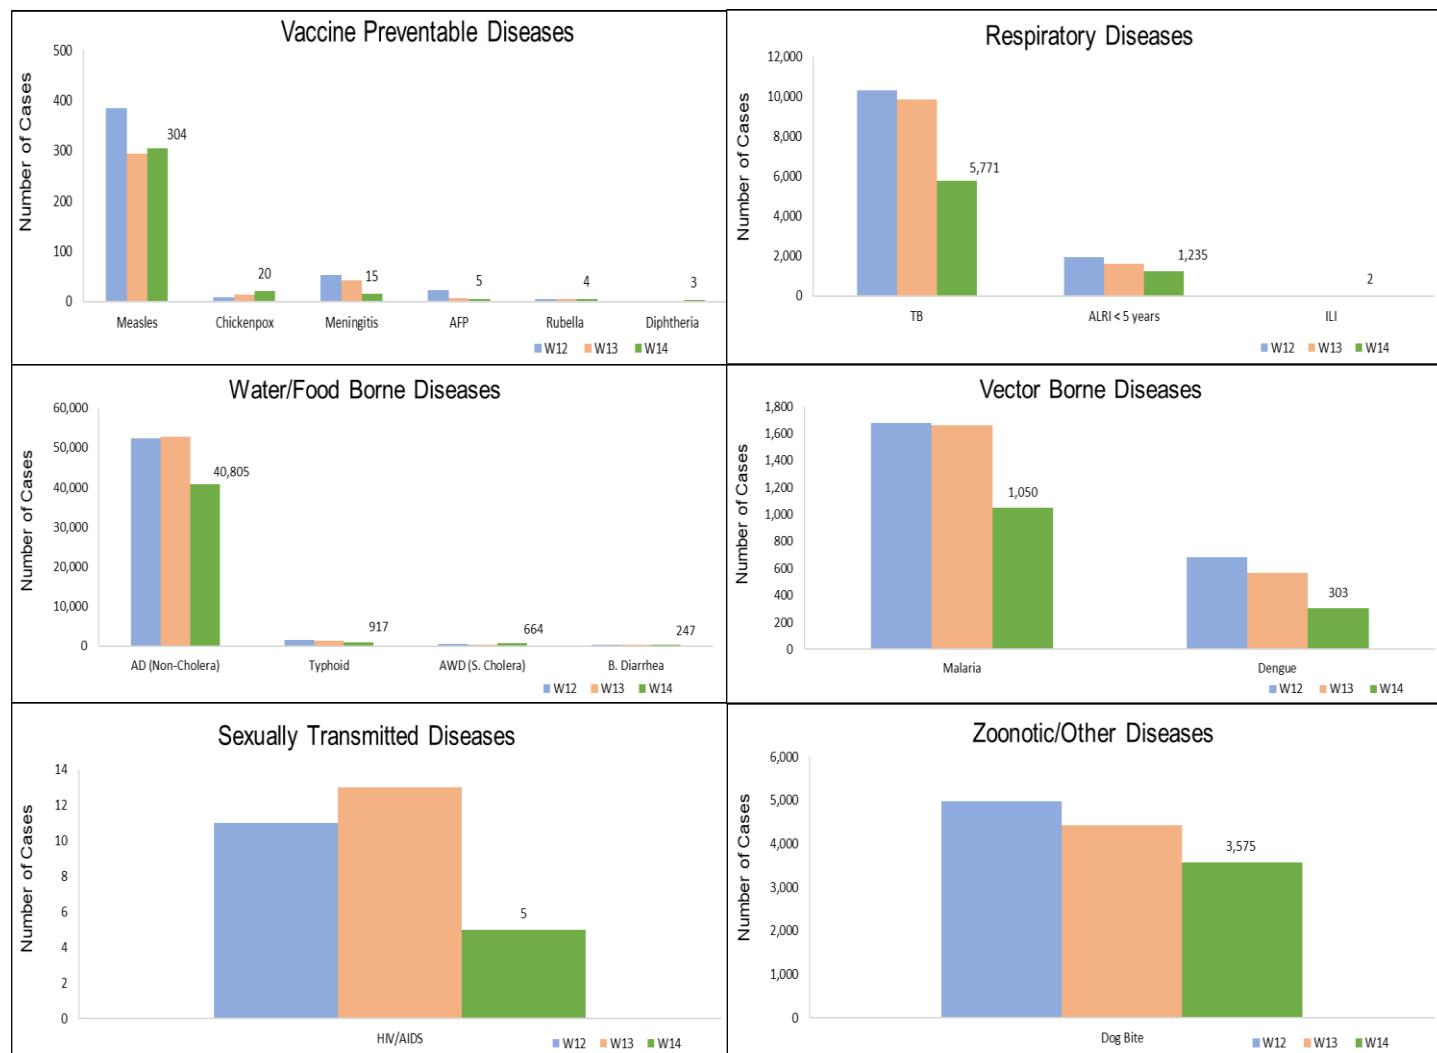 Vaccine Preventable Diseases
Number of Cases
500
400
300
200
100
0
304
20
15
5
4
3
Measles
Chickenpox
Meningitis
AFP
Rubella
Diphtheria
W12 W13 W14
Respiratory Diseases
Number of Cases
12,000
10,000
8,000
6,000
4,000
2,000
0
5,771
1,235
2
TB
ALRI < 5 years
ILI
W12 W13 W14
Water/Food Borne Diseases
Number of Cases
60,000
50,000
40,000
30,000
20,000
10,000
0
40,805
917
664
247
AD (Non-Cholera)
Typhoid
AWD (S. Cholera)
B. Diarrhea
W12 W13 W14
Vector Borne Diseases
Number of Cases
1,800
1,600
1,400
1,200
1,000
800
600
400
200
0
1,050
303
Malaria
Dengue
W12 W13 W14
Sexually Transmitted Diseases
Number of Cases
14
12
10
8
6
4
2
0
5
HIV/AIDS
W12 W13 W14
Zoonotic/Other Diseases
Number of Cases
6,000
5,000
4,000
3,000
2,000
1,000
0
3,575
Dog Bite
W12 W13 W14